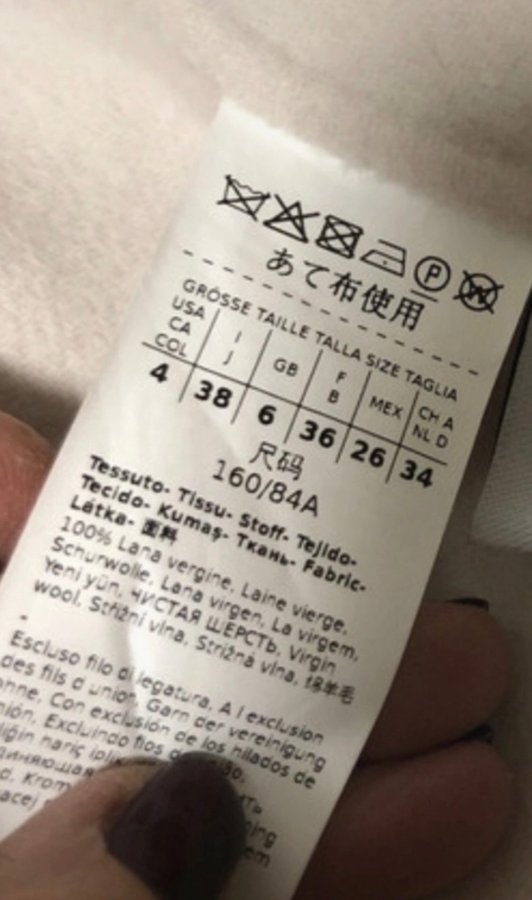 P W
あて布使用
GRÖSSE TAILLE TALLA SIZE TAGLIA
USA CA COL | I J | GB | F B | MEX | CH A NL D
4 | 38 | 6 | 36 | 26 | 34
尺码
160/84A
Tessuto- Tissu- Stoff- Tejido-
Tecido- Kumaş- Ткань- Fabric-
Látka- 面料
100% Lana vergine, Laine vierge,
Schurwolle, Lana virgen, La virgem,
Yeni yün, ЧИСТАЯ ШЕРСТЬ, Virgin
wool, Střižní vlna, Strižná vlna, 绵羊毛
-
Escluso filo di legatura, A l exclusion
des fils d union, Garn der vereinigung
Con exclusión de los hilados de
Excluindo fios
nariç